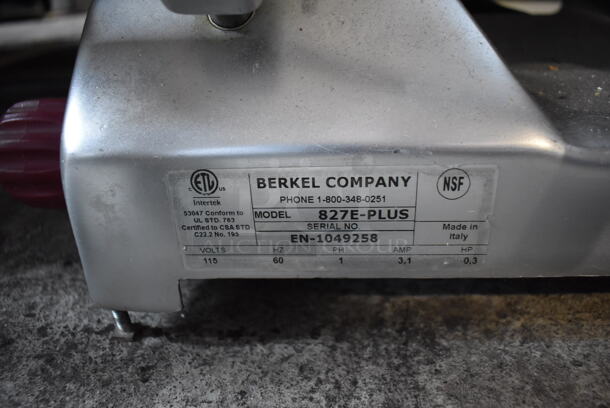 C ETL US
Intertek
53047 Conform to
UL STD. 763
Certified to CSA STD
C22.2 No. 195
BERKEL COMPANY
PHONE 1-800-348-0251
MODEL 827E-PLUS
SERIAL NO.
EN-1049258
NSF
Made in
Italy
VOLTS HZ PH AMP HP
115 60 1 3,1 0,3